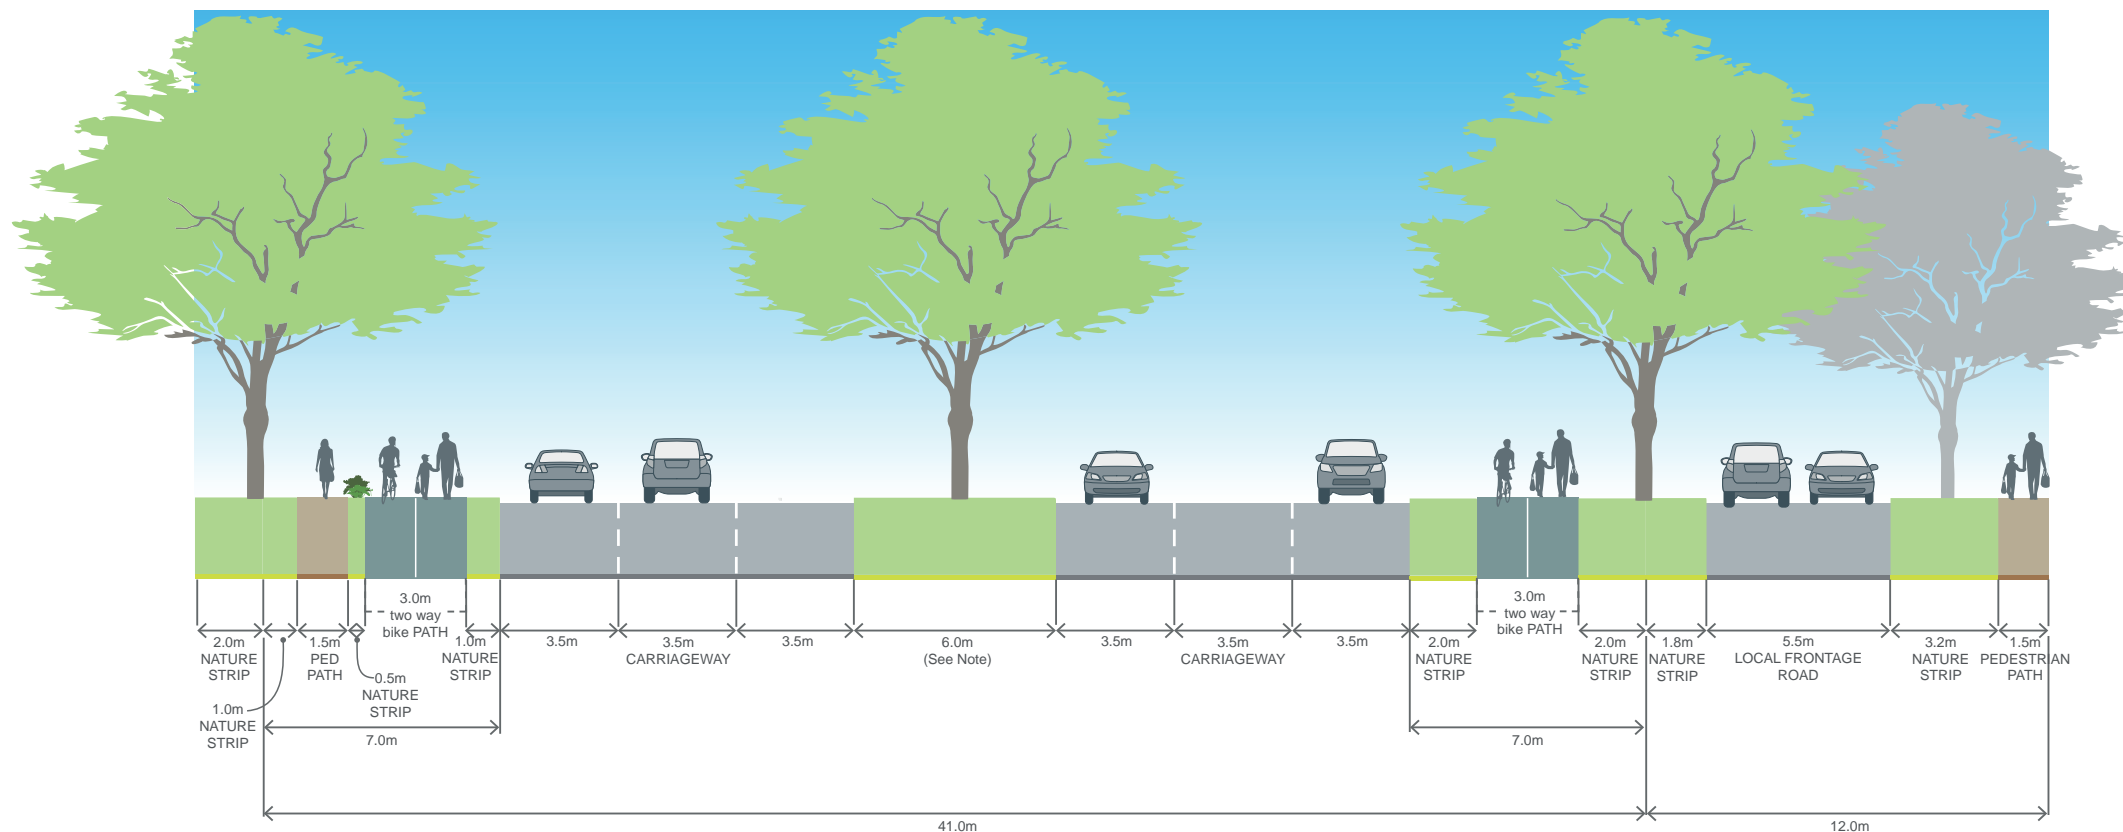 2.0m
NATURE
STRIP
1.0m
NATURE
STRIP
1.5m
PED
PATH
0.5m
NATURE
STRIP
3.0m
two way
bike PATH
1.0m
NATURE
STRIP
7.0m
3.5m
3.5m
CARRIAGEWAY
3.5m
6.0m
(See Note)
3.5m
3.5m
CARRIAGEWAY
3.5m
2.0m
NATURE
STRIP
3.0m
two way
bike PATH
2.0m
NATURE
STRIP
7.0m
1.8m
NATURE
STRIP
5.5m
LOCAL FRONTAGE
ROAD
3.2m
NATURE
STRIP
1.5m
PEDESTRIAN
PATH
41.0m
12.0m